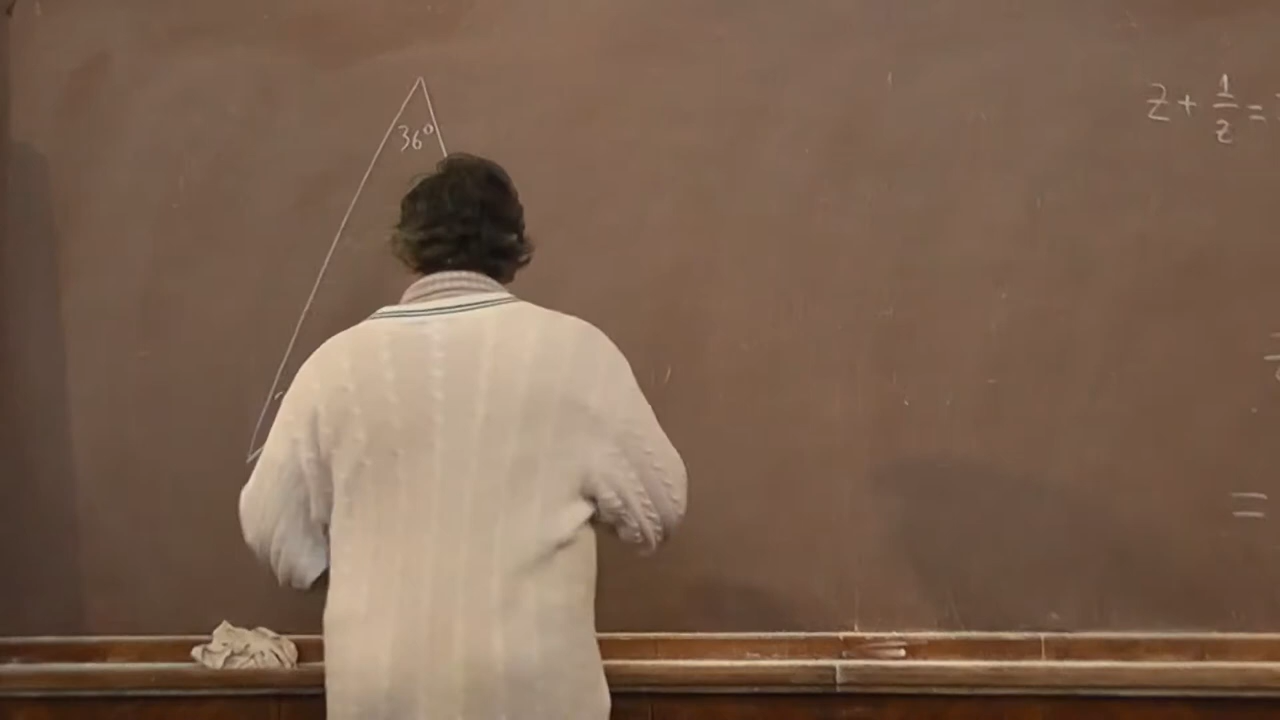 36°
z + 1/z =
=